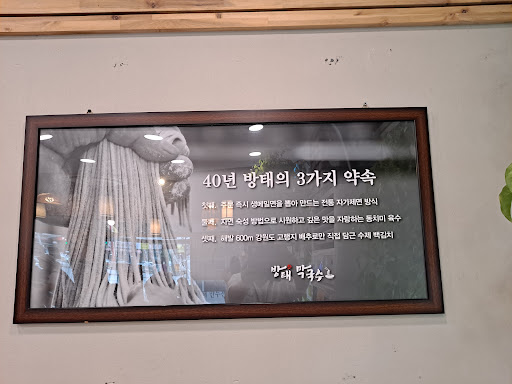 40년 방태의 3가지 약속
첫째, 주문 즉시 생메밀면을 뽑아 만드는 전통 자가제면 방식
둘째, 자연 숙성 방법으로 시원하고 깊은 맛을 자랑하는 동치미 육수
셋째, 해발 600m 강원도 고랭지 배추로만 직접 담근 수제 백김치
방태 막국수